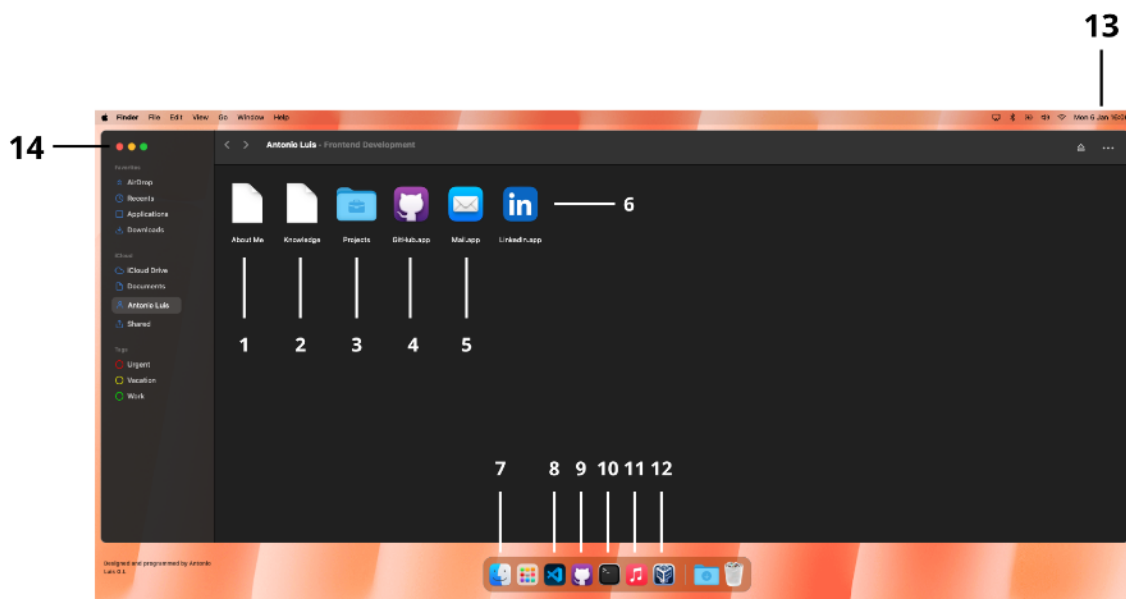 13
Finder File Edit View Go Window Help
Mon 6 Jan 16:0
14
Antonio Luis - Frontend Development
Favorites
AirDrop
Recents
Applications
Downloads
iCloud
iCloud Drive
Documents
Antonio Luis
Shared
Tags
Urgent
Vacation
Work
in
6
About Me
Knowledge
Projects
GitHub.app
Mail.app
LinkedIn.app
1 2 3 4 5
7 8 9 10 11 12
Designed and programmed by Antonio
Luis D.L